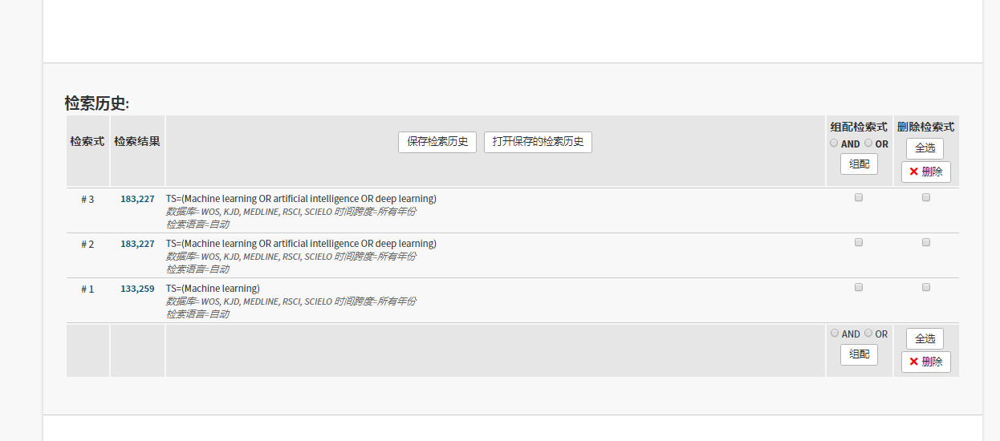 检索历史:
检索式 检索结果 保存检索历史 打开保存的检索历史 组配检索式 删除检索式
AND OR 全选
组配 删除
# 3 183,227 TS=(Machine learning OR artificial intelligence OR deep learning)
数据库= WOS, KJD, MEDLINE, RSCI, SCIELO 时间跨度=所有年份
检索语言=自动
# 2 183,227 TS=(Machine learning OR artificial intelligence OR deep learning)
数据库= WOS, KJD, MEDLINE, RSCI, SCIELO 时间跨度=所有年份
检索语言=自动
# 1 133,259 TS=(Machine learning)
数据库= WOS, KJD, MEDLINE, RSCI, SCIELO 时间跨度=所有年份
检索语言=自动
AND OR 全选
组配 删除